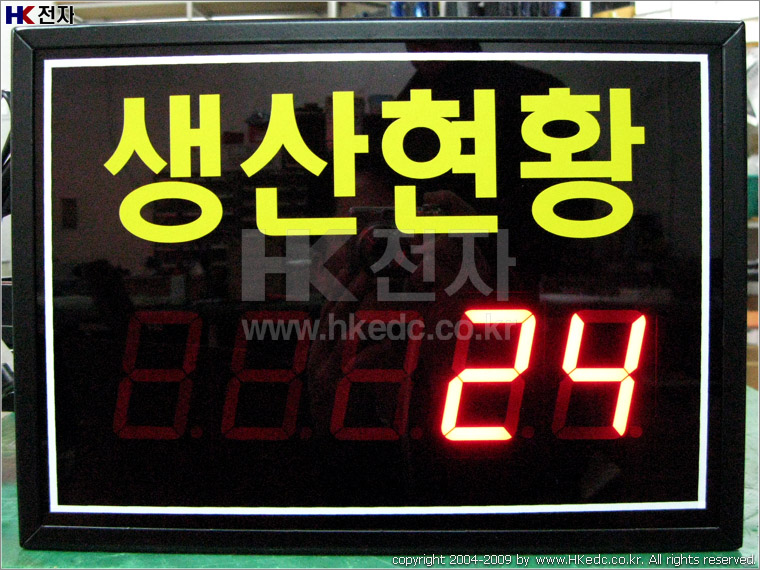 HK전자
생산현황
HK전자
www.hkedc.co.kr
24
copyright 2004-2009 by www.HKedc.co.kr. All rights reserved.